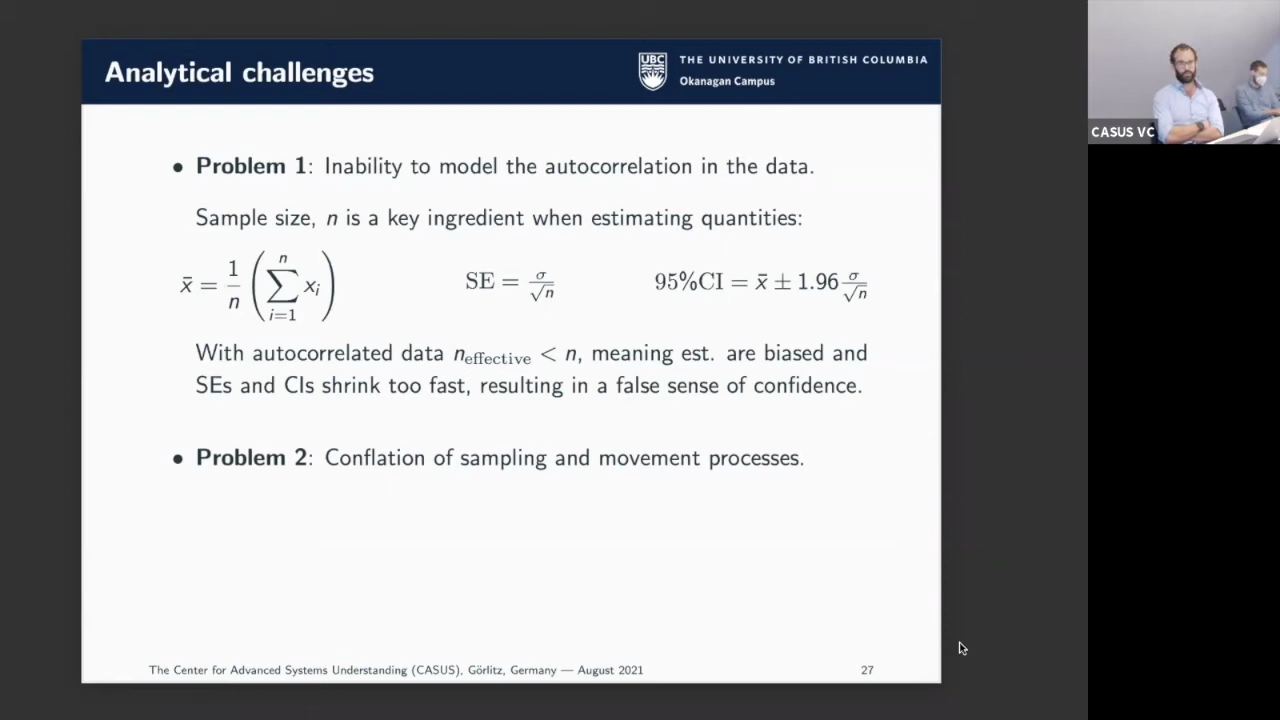 Analytical challenges
UBC
THE UNIVERSITY OF BRITISH COLUMBIA
Okanagan Campus
CASUS VC
• Problem 1: Inability to model the autocorrelation in the data.
Sample size, n is a key ingredient when estimating quantities:
x̄ = 1/n (∑_{i=1}^{n} x_i)  SE = σ/√n  95%CI = x̄ ± 1.96 σ/√n
With autocorrelated data n_effective < n, meaning est. are biased and
SEs and CIs shrink too fast, resulting in a false sense of confidence.
• Problem 2: Conflation of sampling and movement processes.
The Center for Advanced Systems Understanding (CASUS), Görlitz, Germany — August 2021
27